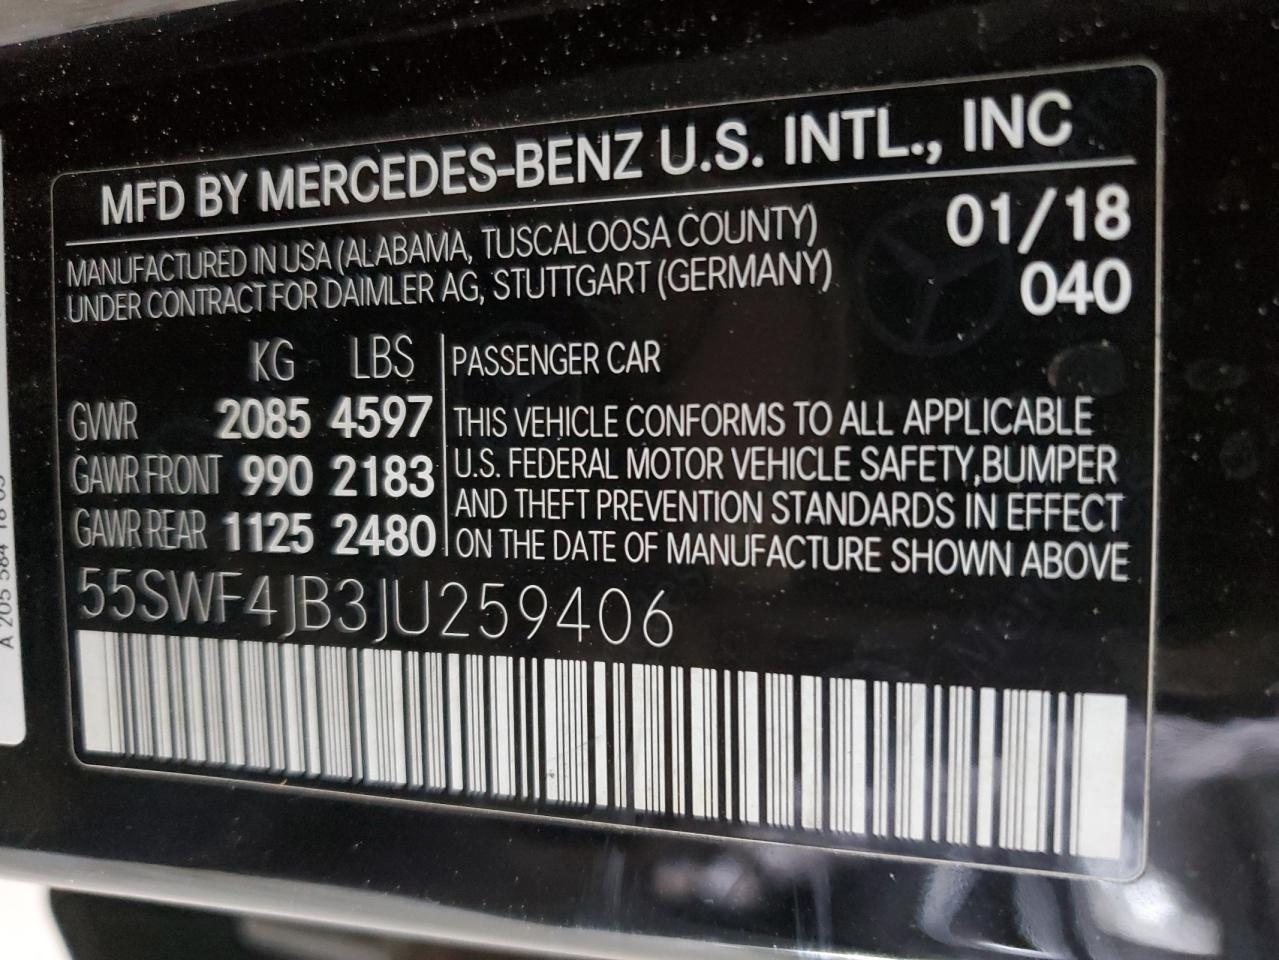 MFD BY MERCEDES-BENZ U.S. INTL., INC
MANUFACTURED IN USA (ALABAMA, TUSCALOOSA COUNTY)
UNDER CONTRACT FOR DAIMLER AG, STUTTGART (GERMANY)
01/18
040
KG LBS
GVWR 2085 4597
GAWR FRONT 990 2183
GAWR REAR 1125 2480
PASSENGER CAR
THIS VEHICLE CONFORMS TO ALL APPLICABLE
U.S. FEDERAL MOTOR VEHICLE SAFETY,BUMPER
AND THEFT PREVENTION STANDARDS IN EFFECT
ON THE DATE OF MANUFACTURE SHOWN ABOVE
55SWF4JB3JU259406
A 205 584